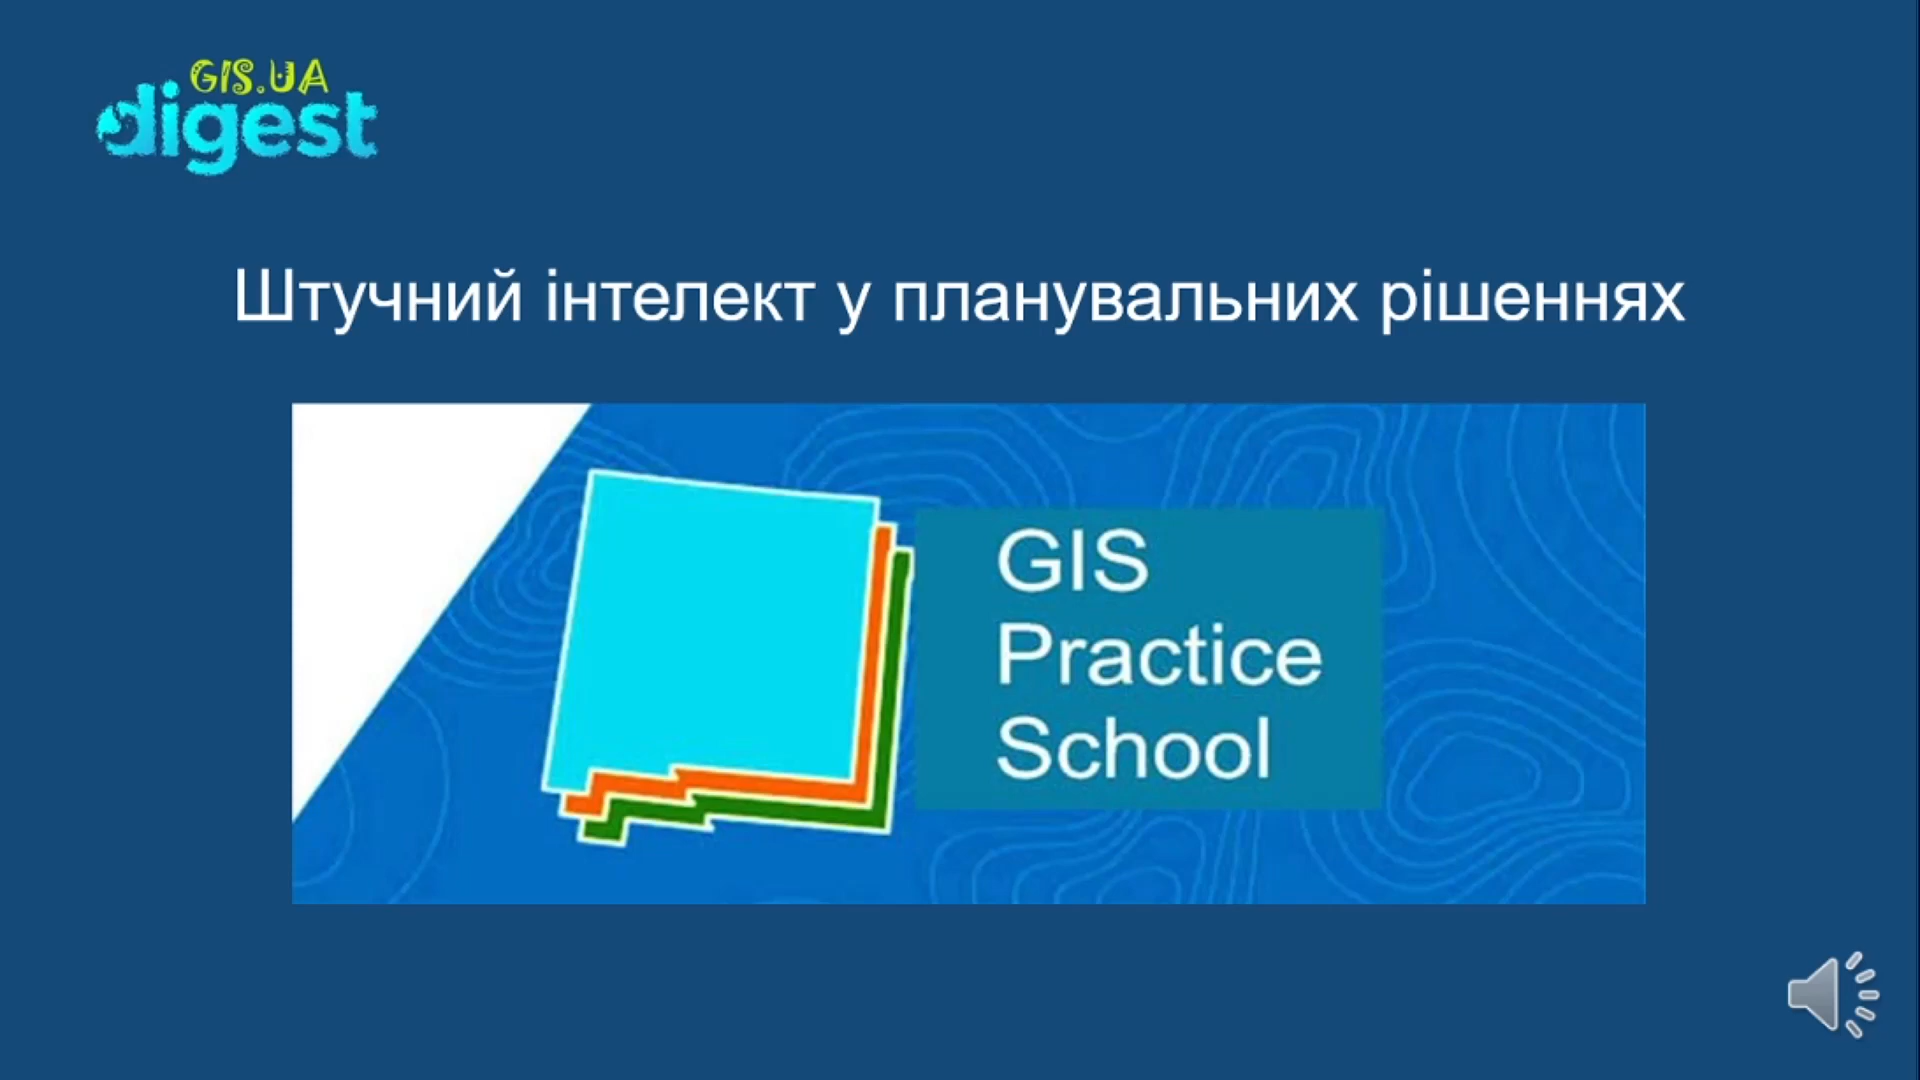 GIS.UA
digest
Штучний інтелект у планувальних рішеннях
GIS
Practice
School